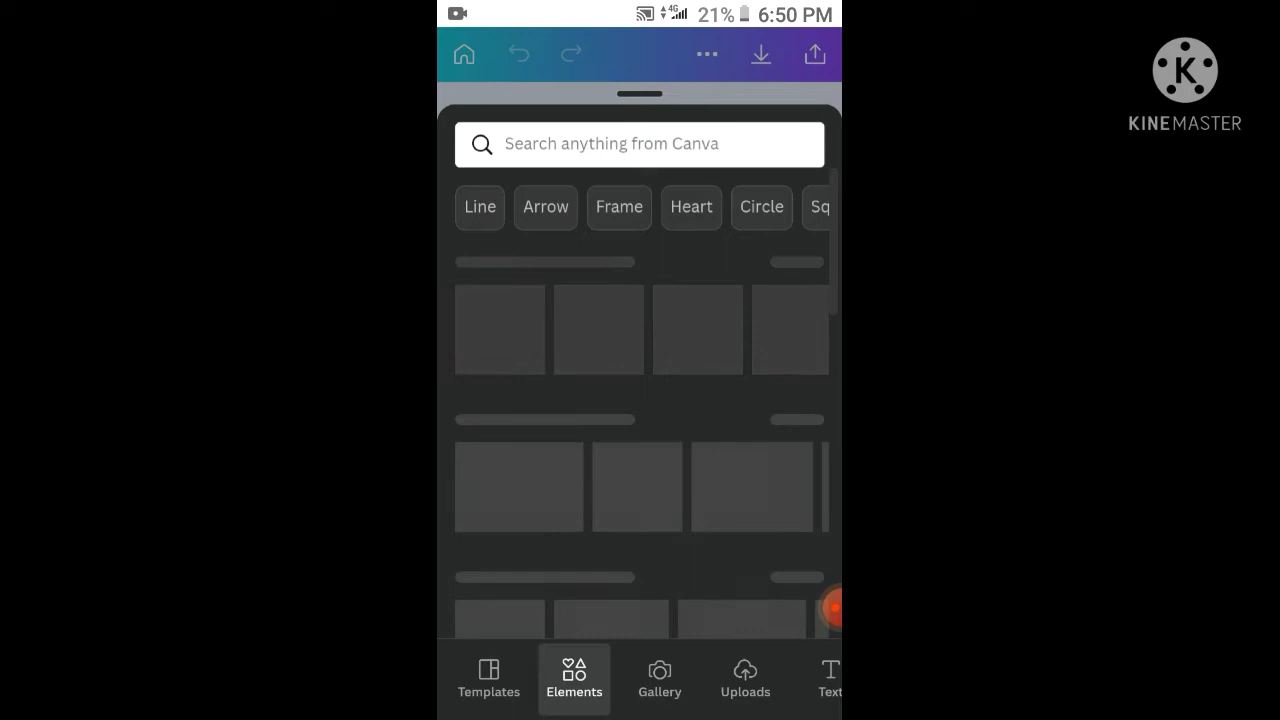 4G 21% 6:50 PM
K
KINEMASTER
Search anything from Canva
Line Arrow Frame Heart Circle Sq
Templates Elements Gallery Uploads Text